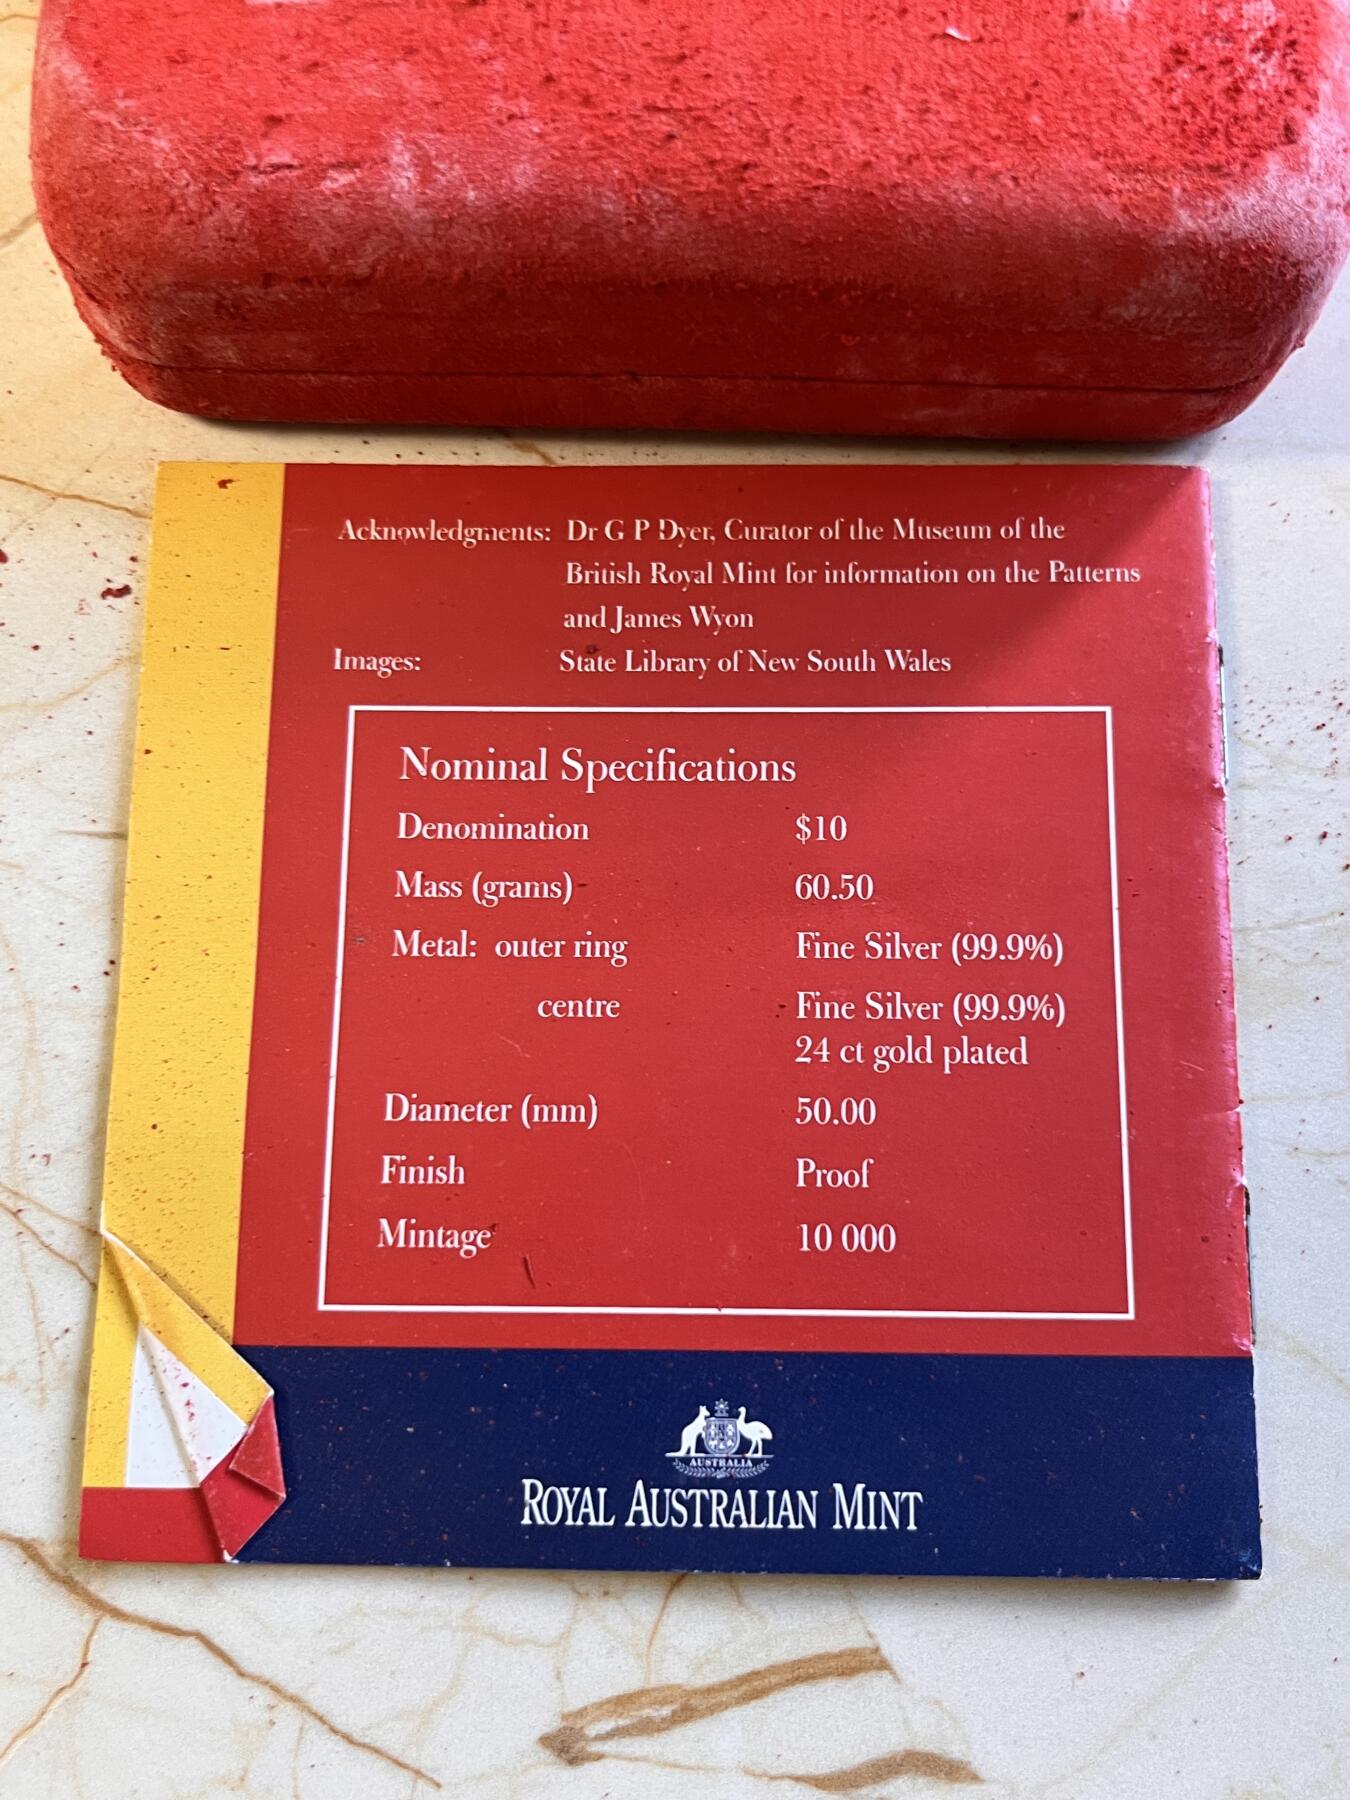 Acknowledgments: Dr G P Dyer, Curator of the Museum of the
British Royal Mint for information on the Patterns
and James Wyon
Images: State Library of New South Wales
Nominal Specifications
Denomination $10
Mass (grams) 60.50
Metal: outer ring Fine Silver (99.9%)
centre Fine Silver (99.9%)
24 ct gold plated
Diameter (mm) 50.00
Finish Proof
Mintage 10 000
AUSTRALIA
ROYAL AUSTRALIAN MINT